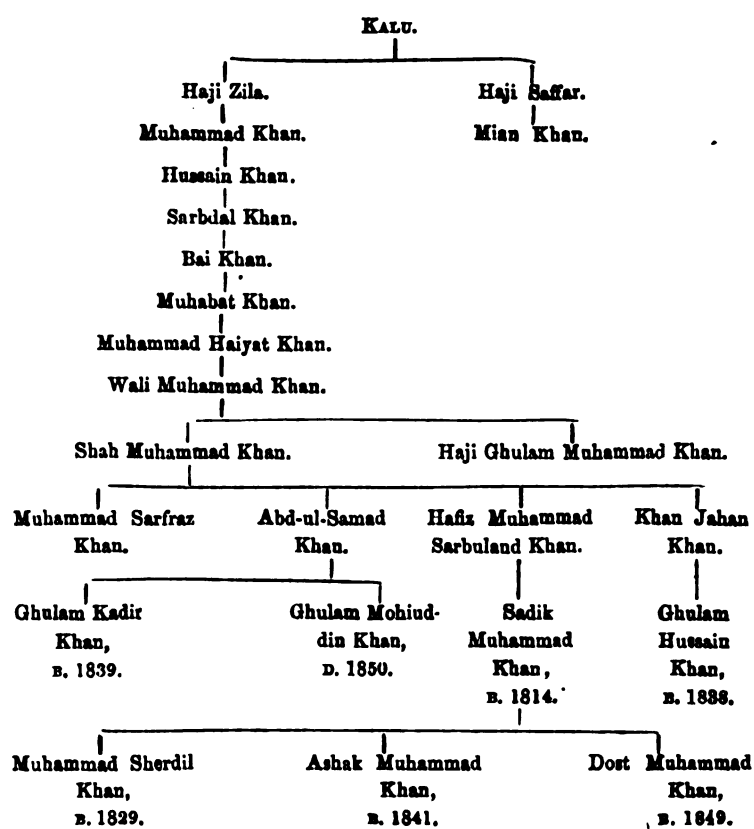 KALU.
Haji Zila. Haji Saffar.
Muhammad Khan. Mian Khan.
Hussain Khan.
Sarbdal Khan.
Bai Khan.
Muhabat Khan.
Muhammad Haiyat Khan.
Wali Muhammad Khan.
Shah Muhammad Khan. Haji Ghulam Muhammad Khan.
Muhammad Sarfraz Abd-ul-Samad Hafiz Muhammad Khan Jahan
Khan. Khan. Sarbuland Khan. Khan.
Ghulam Kadir Ghulam Mohiud- Sadik Ghulam
Khan, din Khan, Muhammad Hussain
B. 1839. D. 1850. Khan, Khan,
B. 1814. B. 1838.
Muhammad Sherdil Ashak Muhammad Dost Muhammad
Khan, Khan, Khan,
B. 1829. B. 1841. B. 1849.